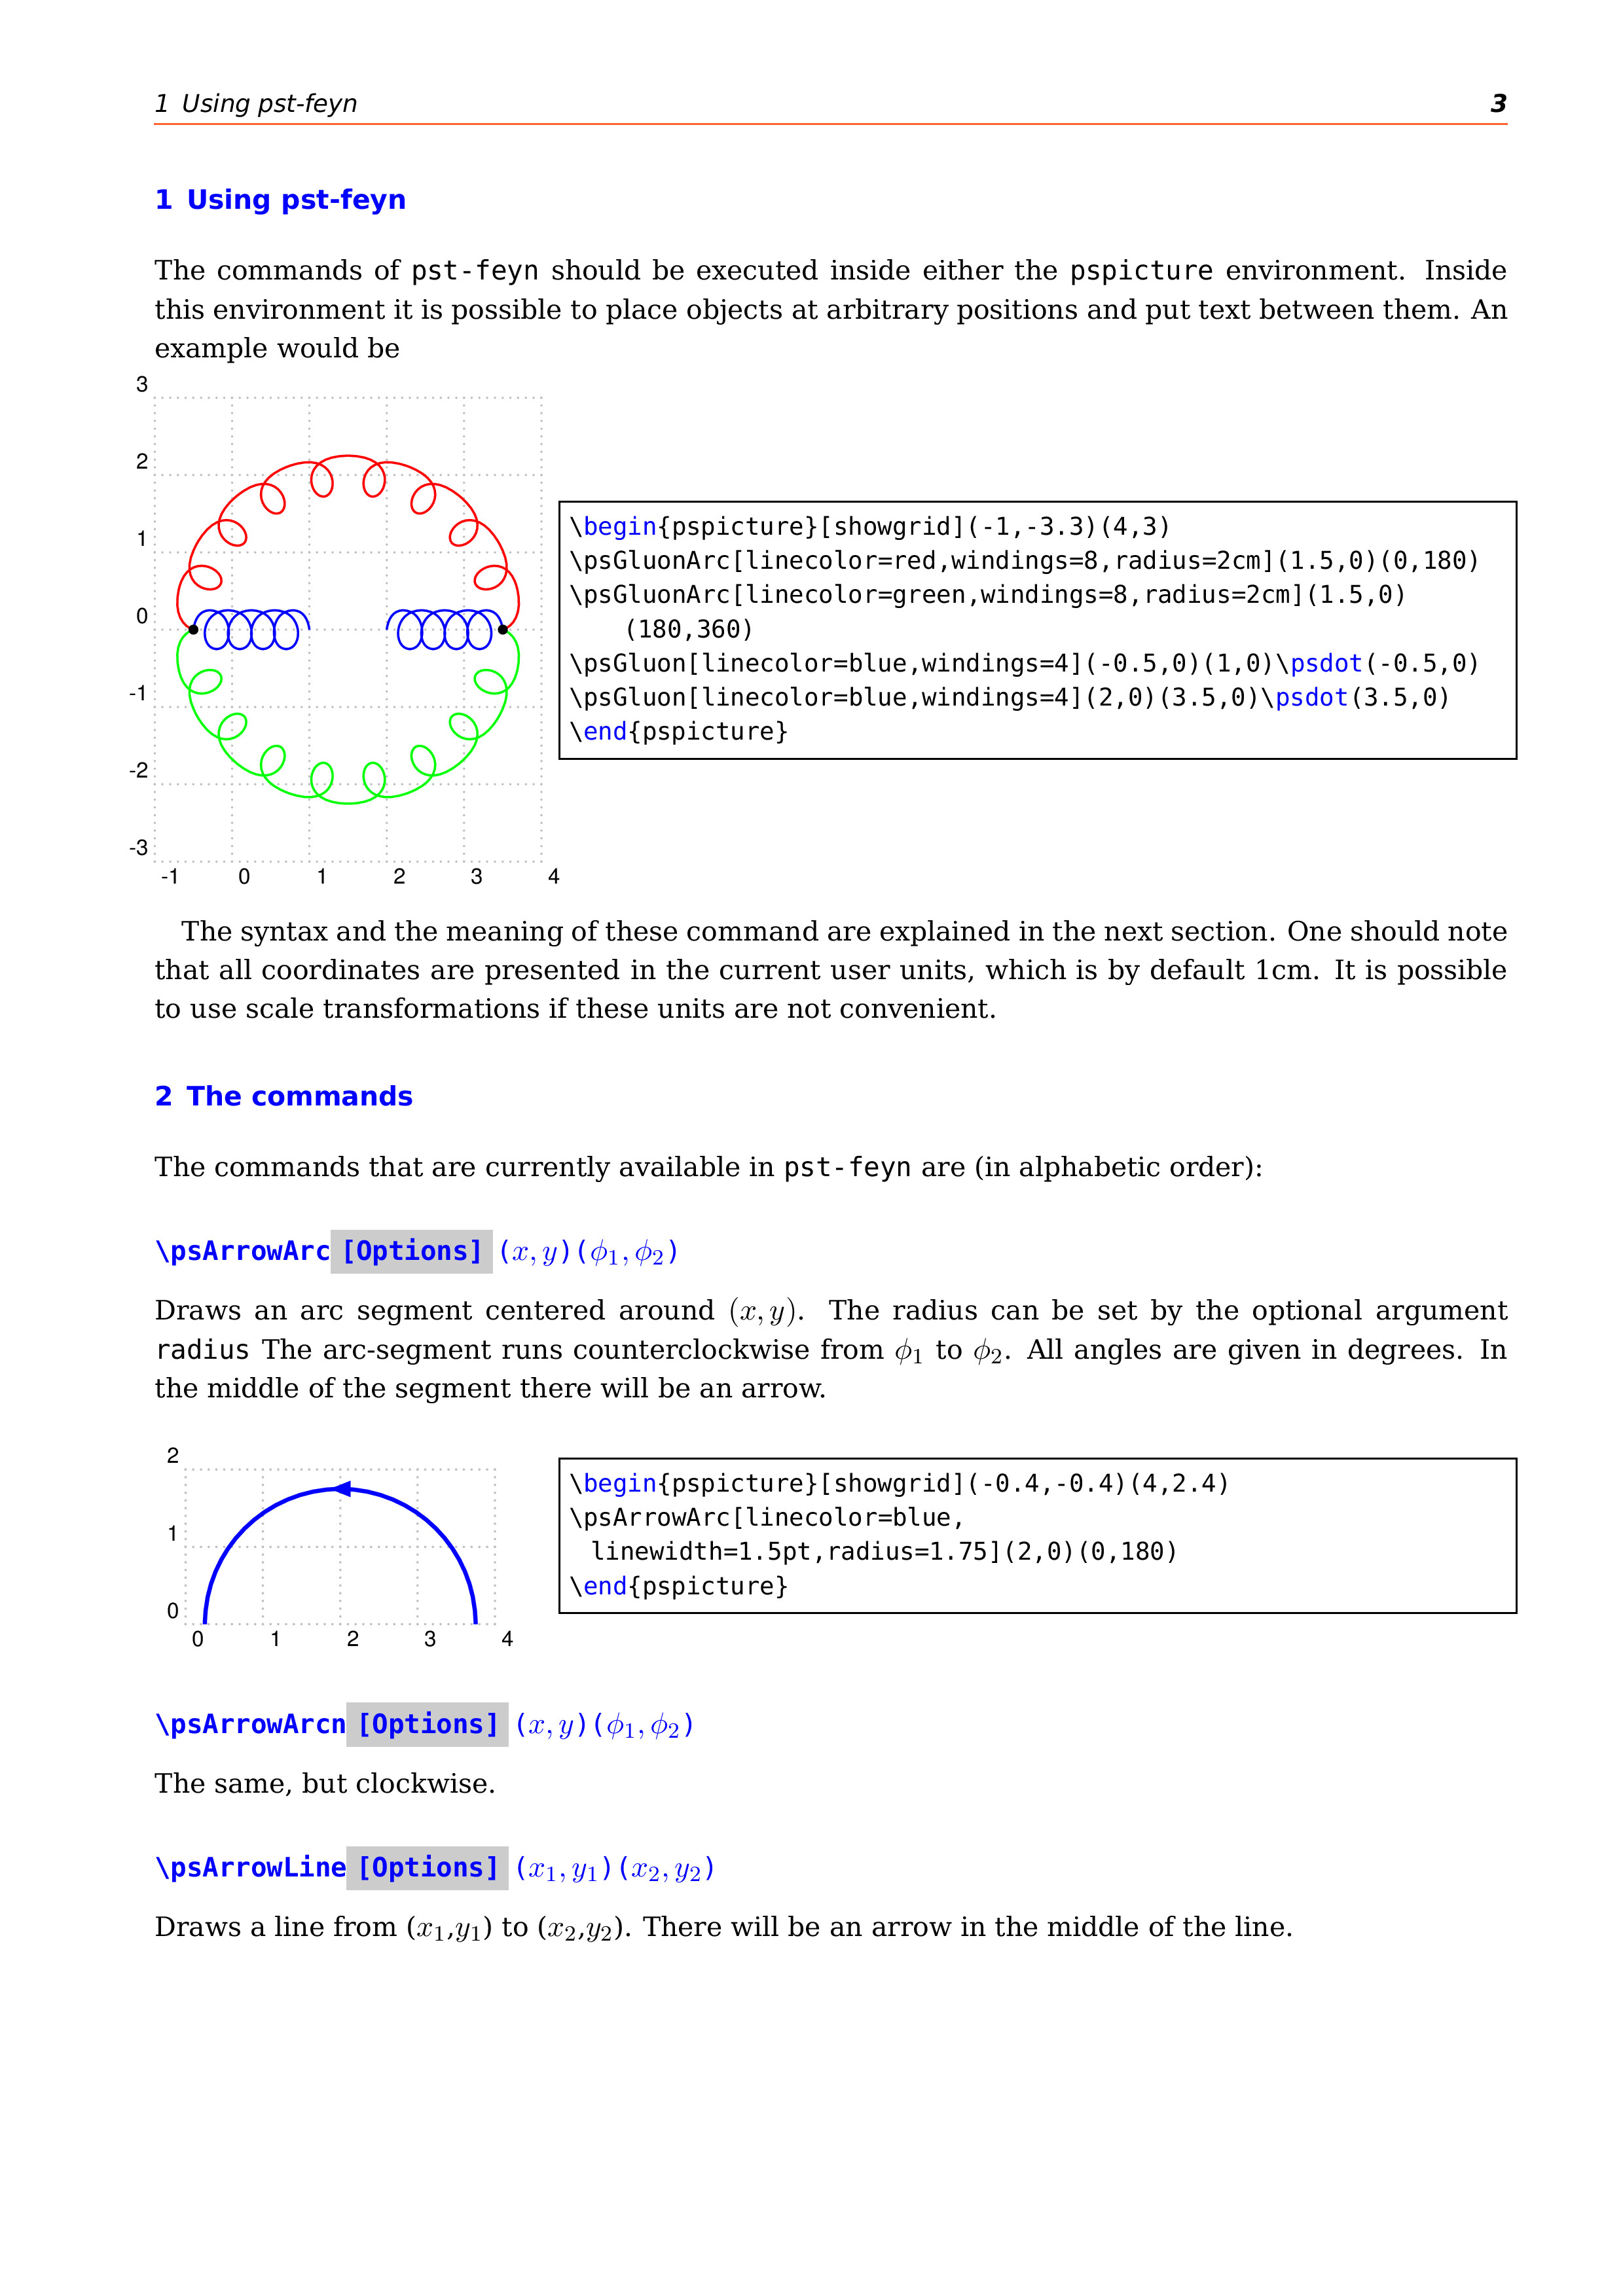 1 Using pst-feyn 3
1 Using pst-feyn
The commands of pst-feyn should be executed inside either the pspicture environment. Inside
this environment it is possible to place objects at arbitrary positions and put text between them. An
example would be
3
2
1
0
-1
-2
-3
-1 0 1 2 3 4
\begin{pspicture}[showgrid](-1,-3.3)(4,3)
\psGluonArc[linecolor=red,windings=8,radius=2cm](1.5,0)(0,180)
\psGluonArc[linecolor=green,windings=8,radius=2cm](1.5,0)
(180,360)
\psGluon[linecolor=blue,windings=4](-0.5,0)(1,0)\psdot(-0.5,0)
\psGluon[linecolor=blue,windings=4](2,0)(3.5,0)\psdot(3.5,0)
\end{pspicture}
The syntax and the meaning of these command are explained in the next section. One should note
that all coordinates are presented in the current user units, which is by default 1cm. It is possible
to use scale transformations if these units are not convenient.
2 The commands
The commands that are currently available in pst-feyn are (in alphabetic order):
\psArrowArc [Options] (x, y)(ϕ₁, ϕ₂)
Draws an arc segment centered around (x, y). The radius can be set by the optional argument
radius The arc-segment runs counterclockwise from ϕ₁ to ϕ₂. All angles are given in degrees. In
the middle of the segment there will be an arrow.
2
1
0
0 1 2 3 4
\begin{pspicture}[showgrid](-0.4,-0.4)(4,2.4)
\psArrowArc[linecolor=blue,
linewidth=1.5pt,radius=1.75](2,0)(0,180)
\end{pspicture}
\psArrowArcn [Options] (x, y)(ϕ₁, ϕ₂)
The same, but clockwise.
\psArrowLine [Options] (x₁, y₁)(x₂, y₂)
Draws a line from (x₁,y₁) to (x₂,y₂). There will be an arrow in the middle of the line.